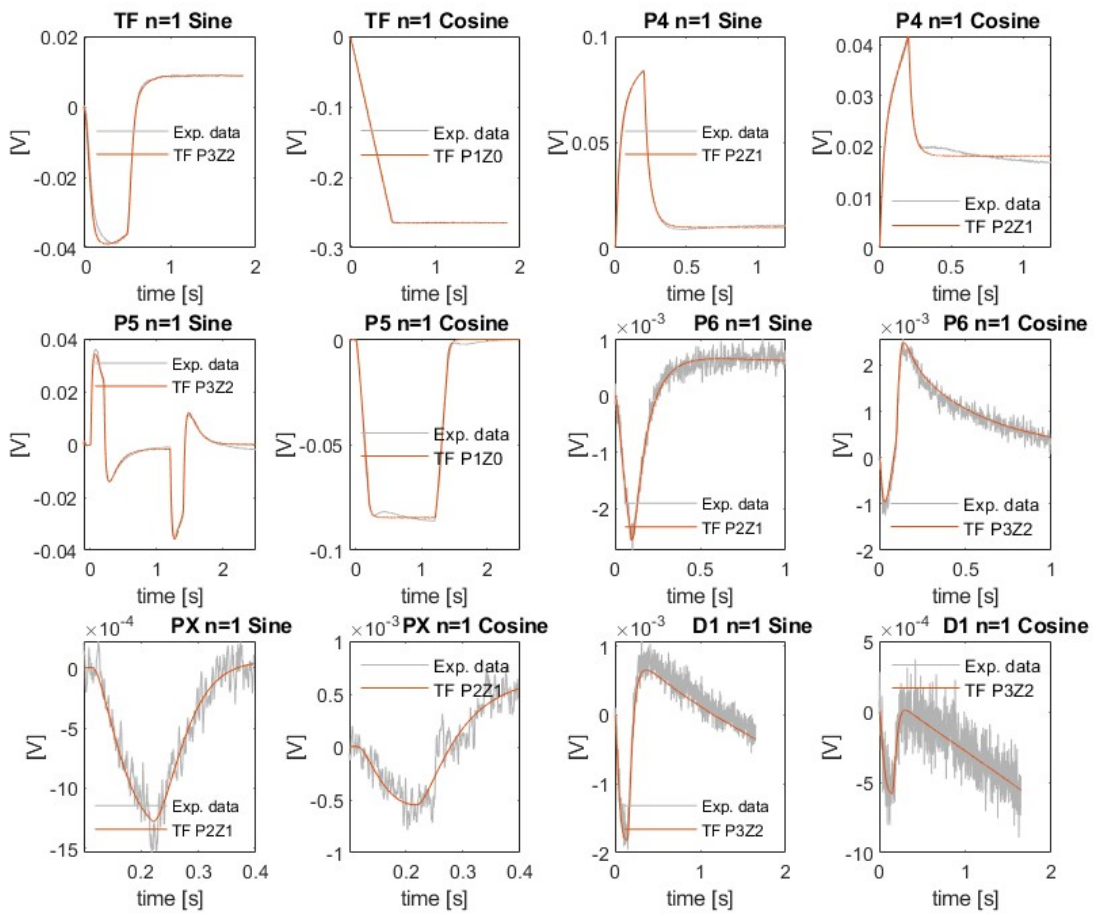 TF n=1 Sine
0.02
0
-0.02
-0.04
[V]
Exp. data
TF P3Z2
0
1
2
time [s]
TF n=1 Cosine
0
-0.1
-0.2
-0.3
[V]
Exp. data
TF P1Z0
0
1
2
time [s]
P4 n=1 Sine
0.1
0.05
0
[V]
Exp. data
TF P2Z1
0
0.5
1
time [s]
P4 n=1 Cosine
0.04
0.03
0.02
0.01
0
[V]
Exp. data
TF P2Z1
0
0.5
1
time [s]
P5 n=1 Sine
0.04
0.02
0
-0.02
-0.04
[V]
Exp. data
TF P3Z2
0
1
2
time [s]
P5 n=1 Cosine
0
-0.05
-0.1
[V]
Exp. data
TF P1Z0
0
1
2
time [s]
×10-3
P6 n=1 Sine
1
0
-1
-2
[V]
Exp. data
TF P2Z1
0
0.5
1
time [s]
×10-3
P6 n=1 Cosine
2
1
0
-1
-2
[V]
Exp. data
TF P3Z2
0
0.5
1
time [s]
×10-4
PX n=1 Sine
0
-5
-10
-15
[V]
Exp. data
TF P2Z1
0.2
0.3
0.4
time [s]
×10-3
PX n=1 Cosine
1
0.5
0
-0.5
-1
[V]
Exp. data
TF P2Z1
0.2
0.3
0.4
time [s]
×10-3
D1 n=1 Sine
1
0
-1
-2
[V]
Exp. data
TF P3Z2
0
1
2
time [s]
×10-4
D1 n=1 Cosine
5
0
-5
-10
[V]
Exp. data
TF P3Z2
0
1
2
time [s]